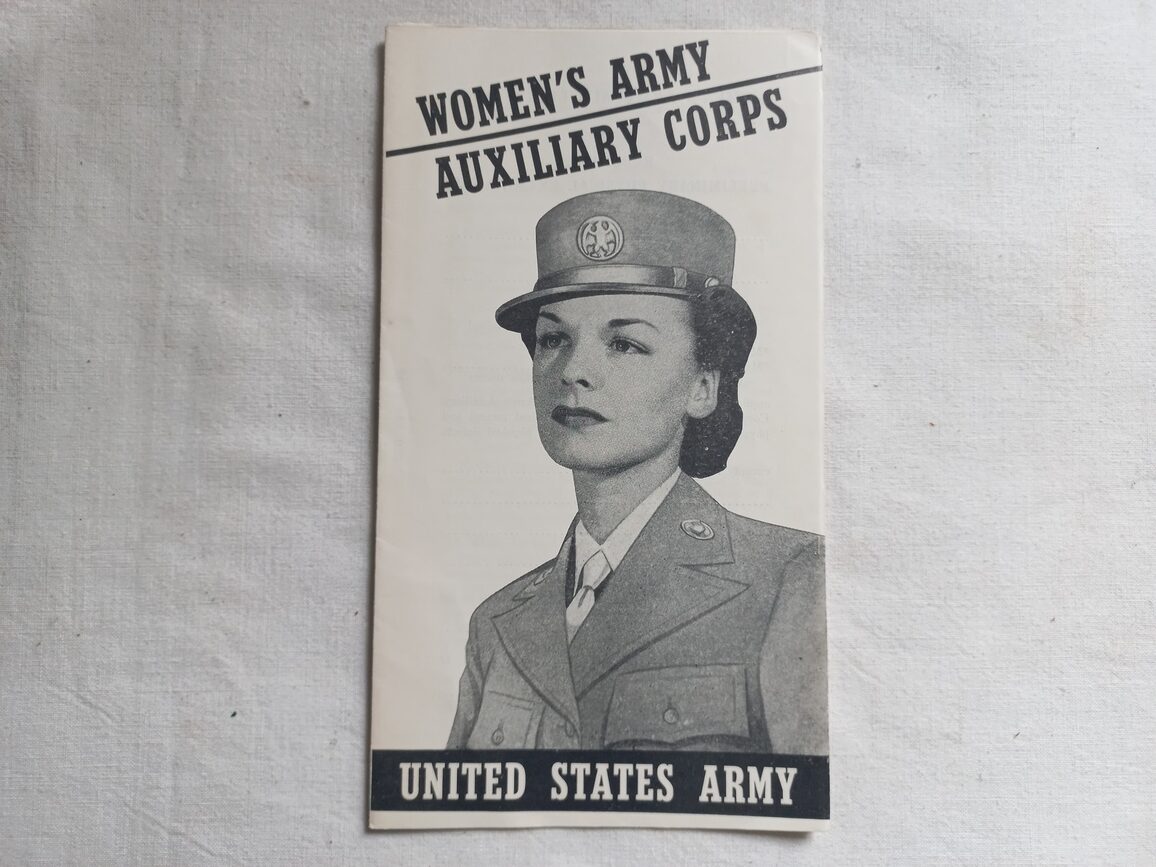 WOMEN'S ARMY
AUXILIARY CORPS
UNITED STATES ARMY